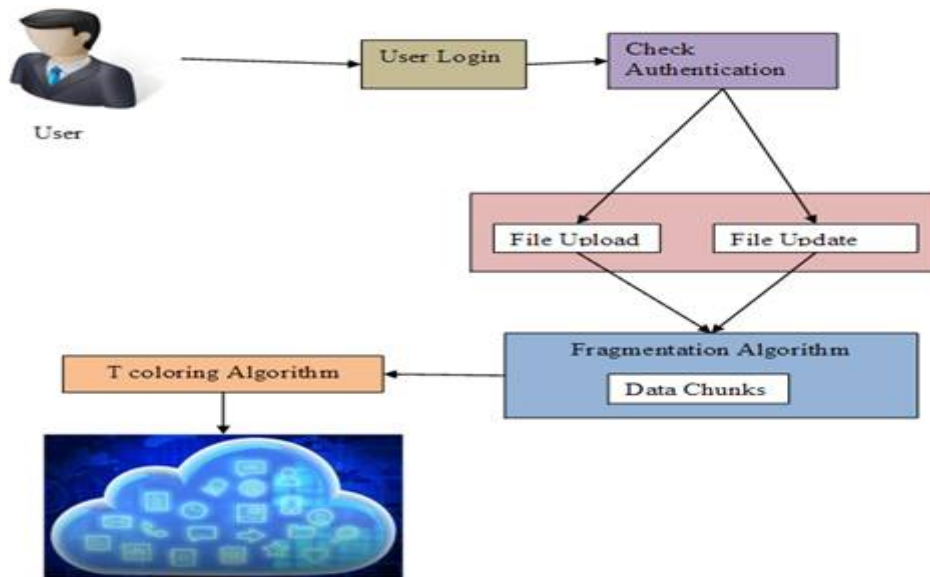 User
User Login
Check
Authentication
File Upload
File Update
Fragmentation Algorithm
Data Chunks
T coloring Algorithm